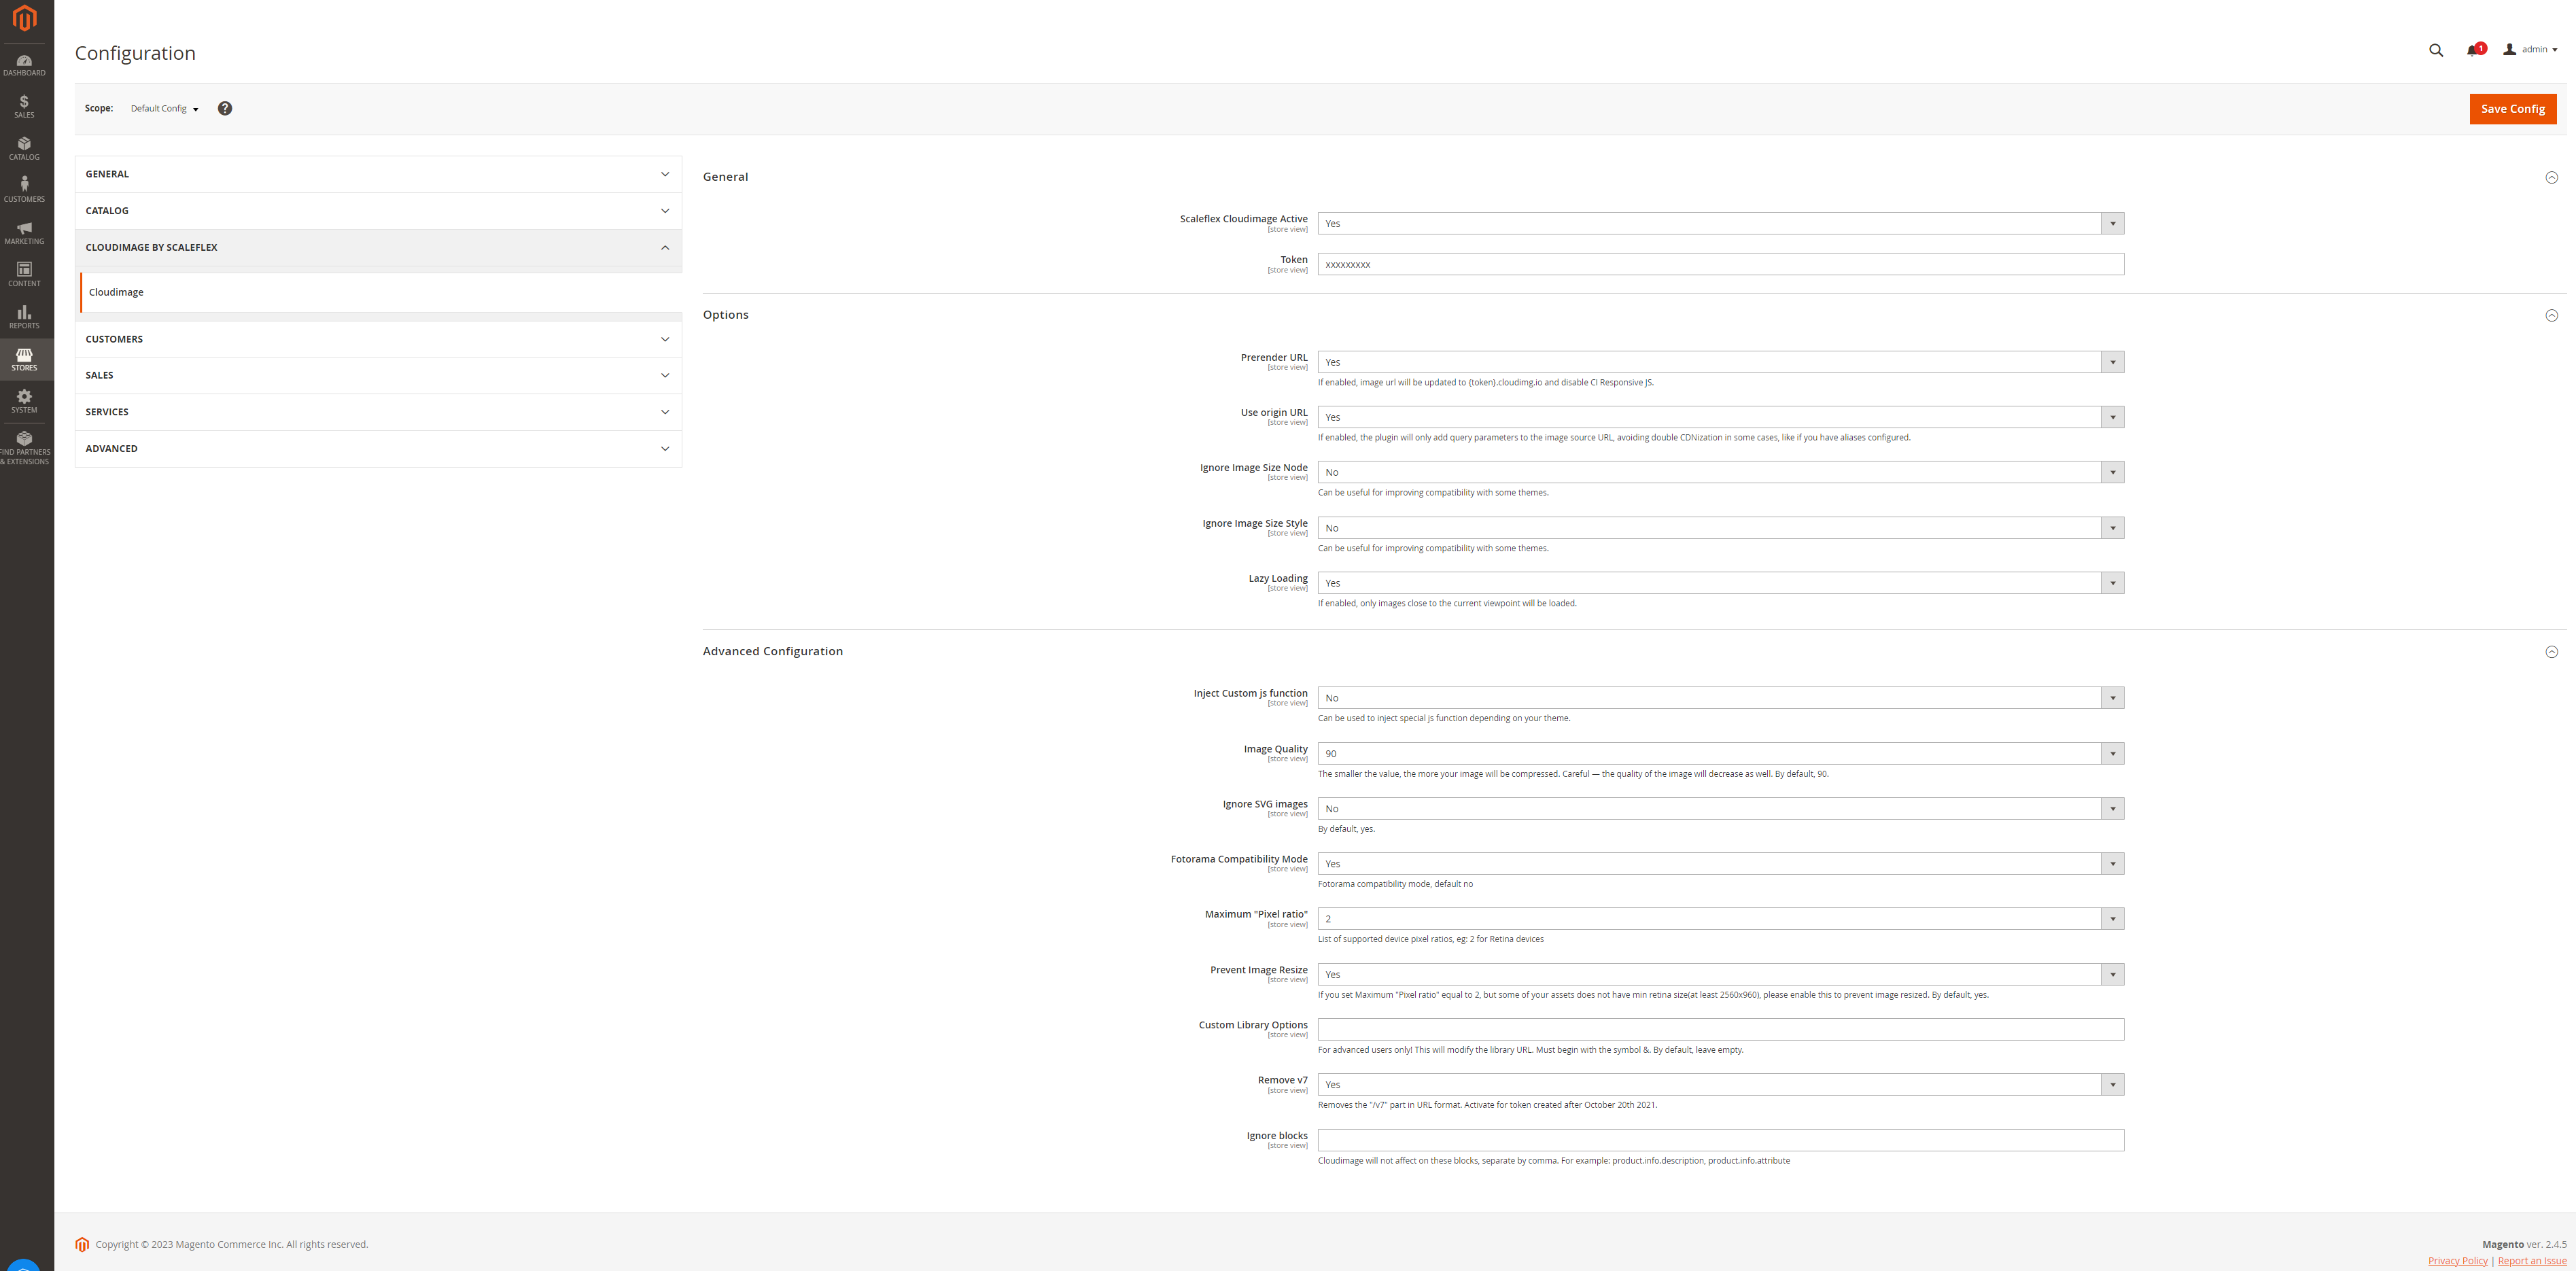 Configuration
1
admin
Scope:
Default Config
?
Save Config
DASHBOARD
SALES
CATALOG
CUSTOMERS
MARKETING
CONTENT
REPORTS
STORES
SYSTEM
FIND PARTNERS
& EXTENSIONS
GENERAL
CATALOG
CLOUDIMAGE BY SCALEFLEX
Cloudimage
CUSTOMERS
SALES
SERVICES
ADVANCED
General
Scaleflex Cloudimage Active
[store view]
Yes
Token
[store view]
xxxxxxxxx
Options
Prerender URL
[store view]
Yes
If enabled, image url will be updated to {token}.cloudimg.io and disable CI Responsive JS.
Use origin URL
[store view]
Yes
If enabled, the plugin will only add query parameters to the image source URL, avoiding double CDNization in some cases, like if you have aliases configured.
Ignore Image Size Node
[store view]
No
Can be useful for improving compatibility with some themes.
Ignore Image Size Style
[store view]
No
Can be useful for improving compatibility with some themes.
Lazy Loading
[store view]
Yes
If enabled, only images close to the current viewpoint will be loaded.
Advanced Configuration
Inject Custom js function
[store view]
No
Can be used to inject special js function depending on your theme.
Image Quality
[store view]
90
The smaller the value, the more your image will be compressed. Careful — the quality of the image will decrease as well. By default, 90.
Ignore SVG images
[store view]
No
By default, yes.
Fotorama Compatibility Mode
[store view]
Yes
Fotorama compatibility mode, default no
Maximum "Pixel ratio"
[store view]
2
List of supported device pixel ratios, eg: 2 for Retina devices
Prevent Image Resize
[store view]
Yes
If you set Maximum "Pixel ratio" equal to 2, but some of your assets does not have min retina size(at least 2560x960), please enable this to prevent image resized. By default, yes.
Custom Library Options
[store view]
For advanced users only! This will modify the library URL. Must begin with the symbol &. By default, leave empty.
Remove v7
[store view]
Yes
Removes the "/v7" part in URL format. Activate for token created after October 20th 2021.
Ignore blocks
[store view]
Cloudimage will not affect on these blocks, separate by comma. For example: product.info.description, product.info.attribute
Copyright © 2023 Magento Commerce Inc. All rights reserved.
Magento ver. 2.4.5
Privacy Policy | Report an Issue